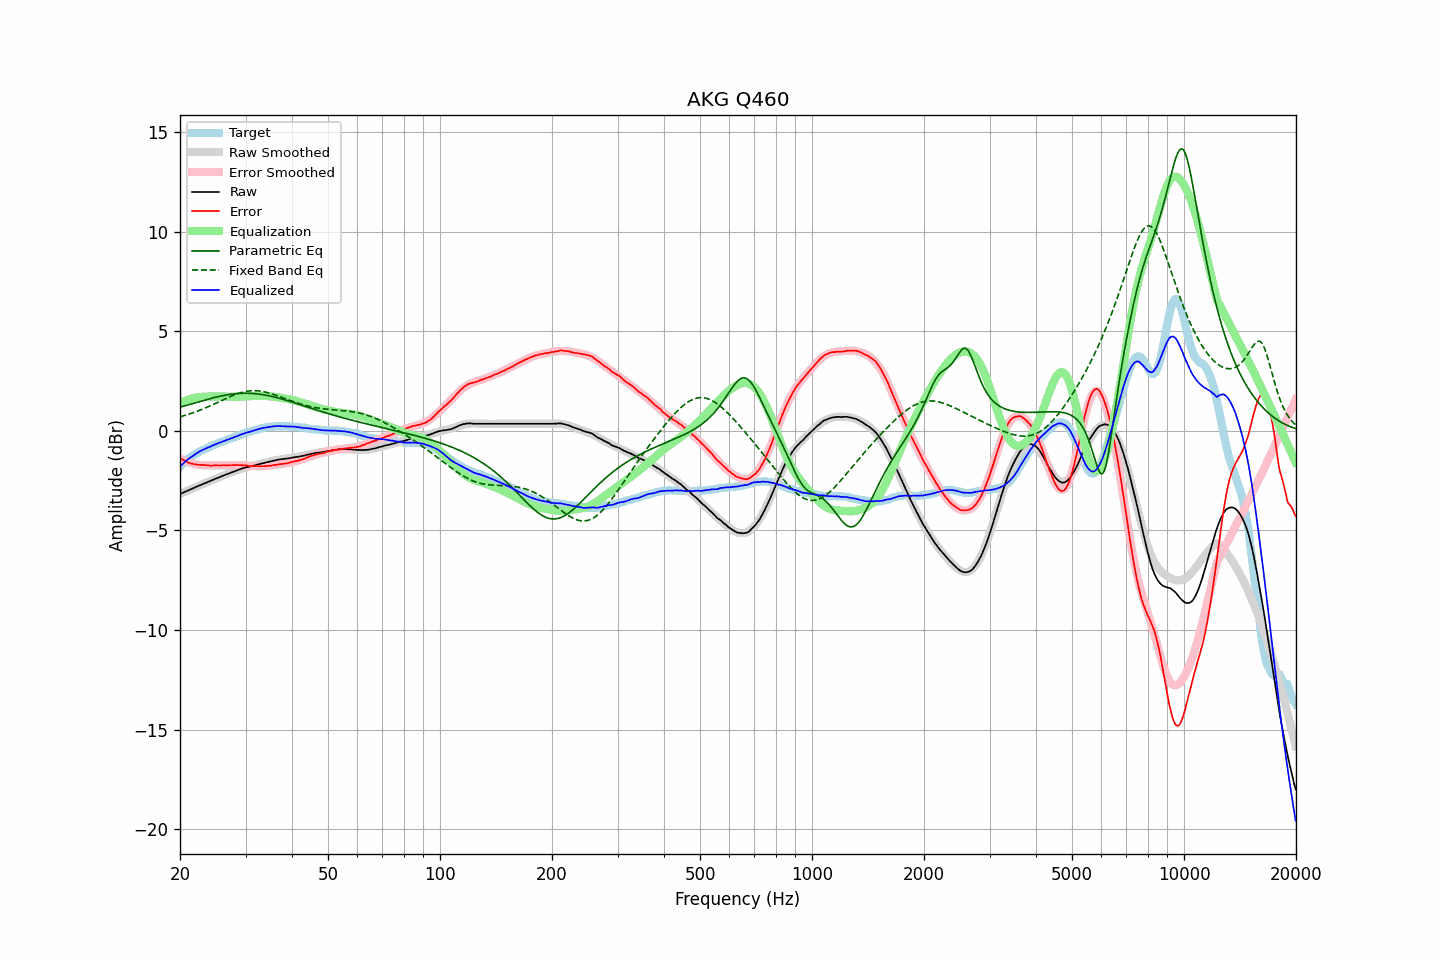 AKG Q460
Target
Raw Smoothed
Error Smoothed
Raw
Error
Equalization
Parametric Eq
Fixed Band Eq
Equalized
15
10
5
0
−5
−10
−15
−20
Amplitude (dBr)
20 50 100 200 500 1000 2000 5000 10000 20000
Frequency (Hz)